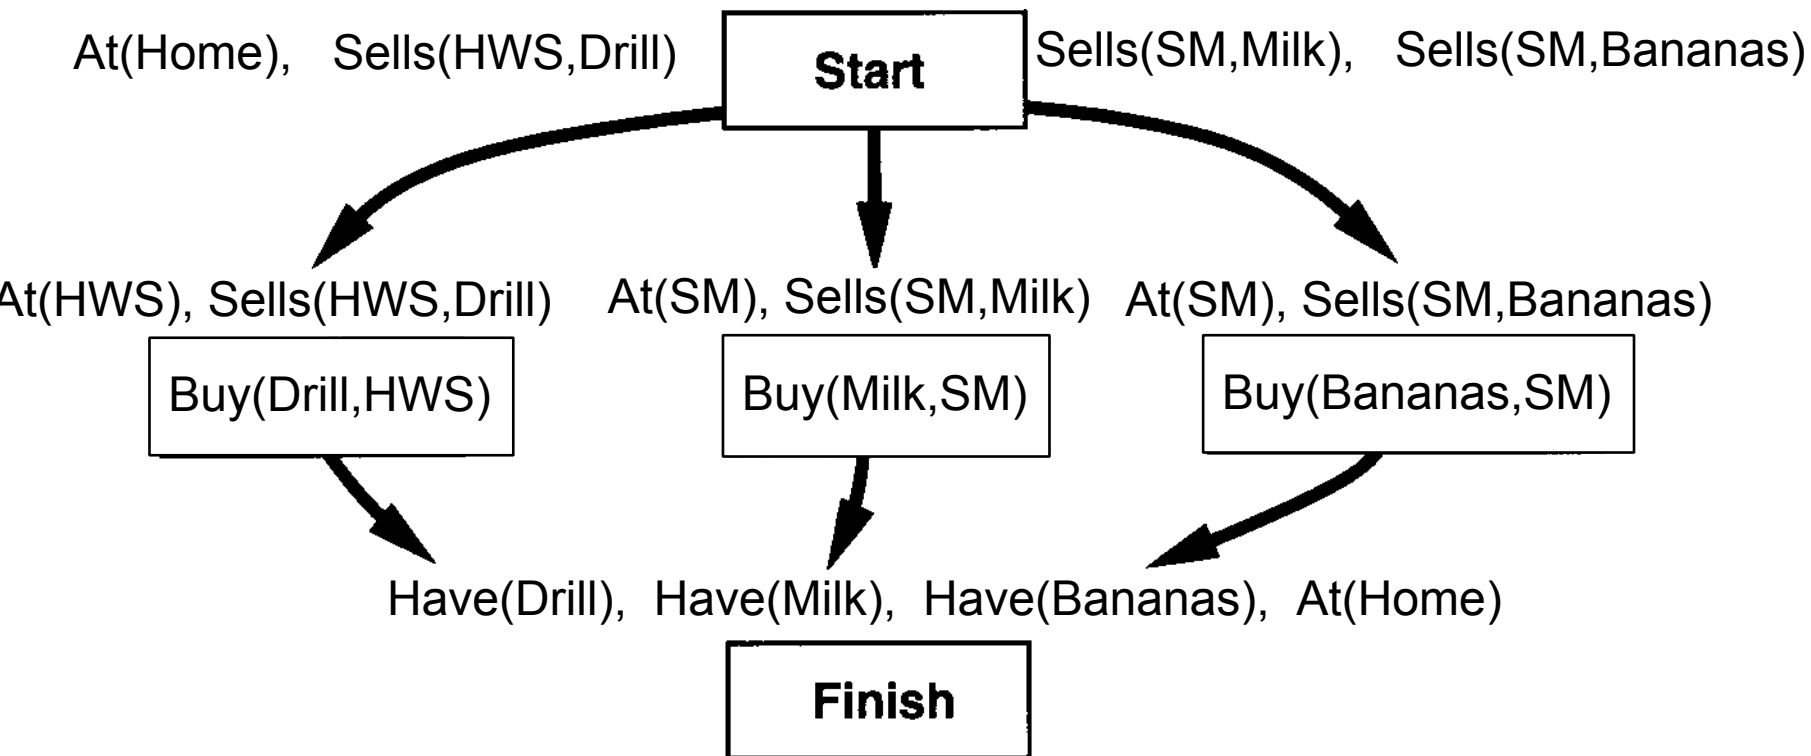 At(Home), Sells(HWS,Drill) Start Sells(SM,Milk), Sells(SM,Bananas)
At(HWS), Sells(HWS,Drill) At(SM), Sells(SM,Milk) At(SM), Sells(SM,Bananas)
Buy(Drill,HWS) Buy(Milk,SM) Buy(Bananas,SM)
Have(Drill), Have(Milk), Have(Bananas), At(Home)
Finish